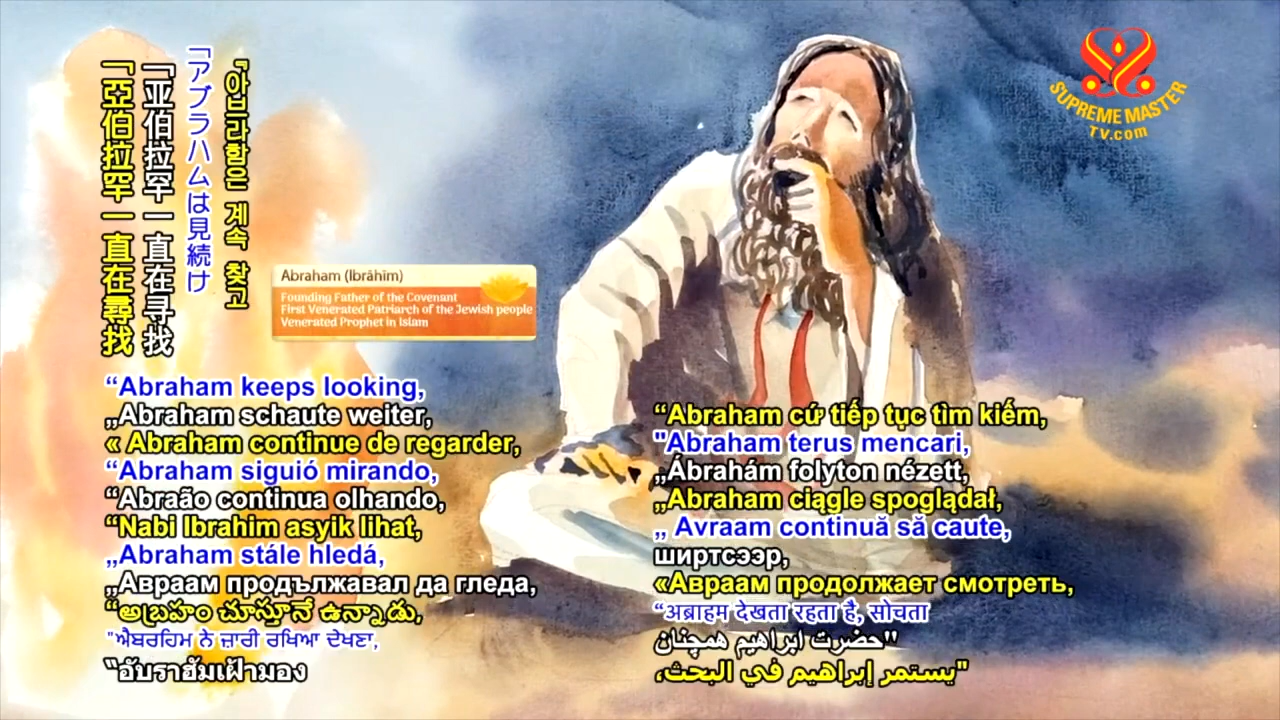 「亞伯拉罕一直在尋找
「亚伯拉罕一直在寻找
「アブラハムは見続け
『아브라함은 계속 찾고
SUPREME MASTER
TV.com
Abraham (Ibrāhīm)
Founding Father of the Covenant
First Venerated Patriarch of the Jewish people
Venerated Prophet in Islam
“Abraham keeps looking,
„Abraham schaute weiter,
« Abraham continue de regarder,
“Abraham siguió mirando,
“Abraão continua olhando,
“Nabi Ibrahim asyik lihat,
„Abraham stále hledá,
„Авраам продължавал да гледа,
“అబ్రహం చూస్తూనే ఉన్నాడు,
"ਐਬਰਹਿਮ ਨੇ ਜ਼ਾਰੀ ਰਖਿਆ ਦੇਖਣਾ,
“อับราฮัมเฝ้ามอง
“Abraham cứ tiếp tục tìm kiếm,
"Abraham terus mencari,
„Ábrahám folyton nézett,
„Abraham ciągle spoglądał,
„ Avraam continuă să caute,
ширтсээр,
«Авраам продолжает смотреть,
“अब्राहम देखता रहता है, सोचता
"حضرت ابراهیم همچنان
"يستمر إبراهيم في البحث،